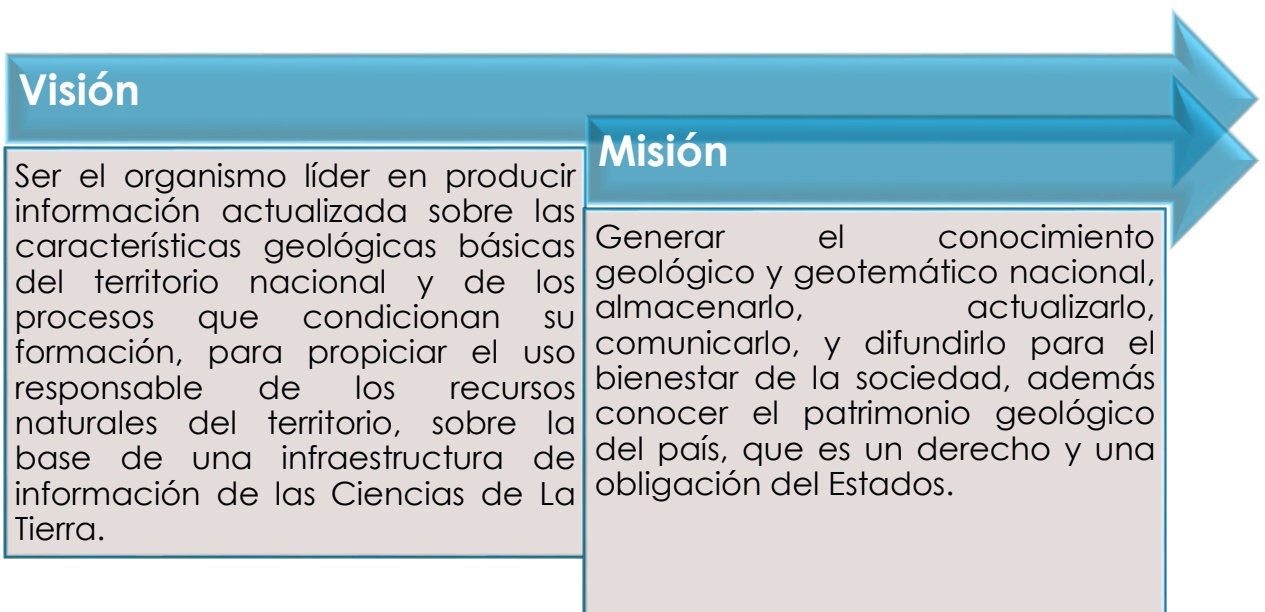 Visión
Ser el organismo líder en producir
información actualizada sobre las
características geológicas básicas
del territorio nacional y de los
procesos que condicionan su
formación, para propiciar el uso
responsable de los recursos
naturales del territorio, sobre la
base de una infraestructura de
información de las Ciencias de La
Tierra.
Misión
Generar el conocimiento
geológico y geotemático nacional,
almacenarlo, actualizarlo,
comunicarlo, y difundirlo para el
bienestar de la sociedad, además
conocer el patrimonio geológico
del país, que es un derecho y una
obligación del Estados.